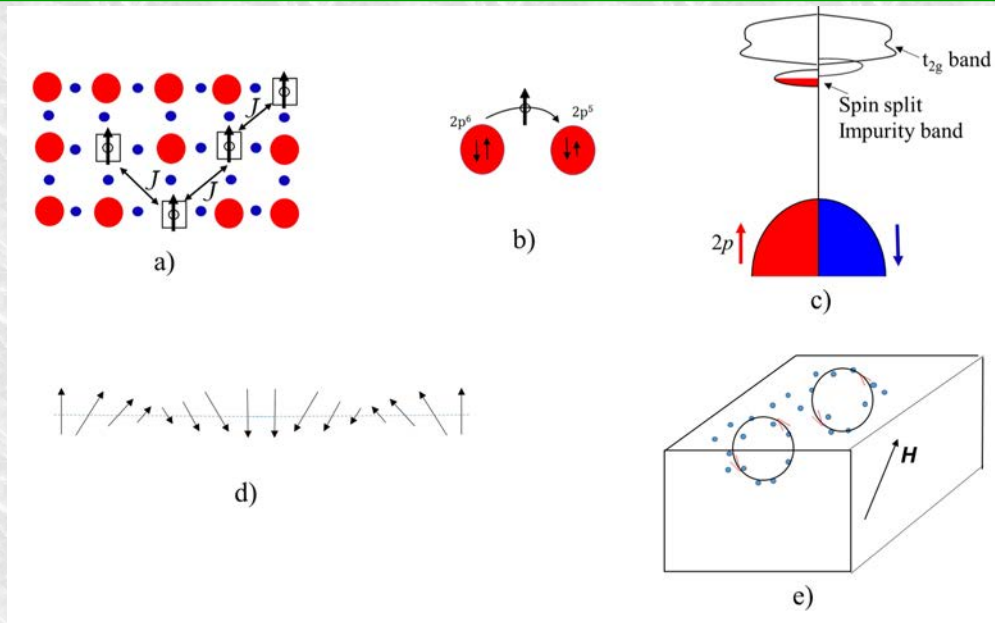 J
J
J
a)
2p⁶
2p⁵
b)
t₂g band
Spin split
Impurity band
2p
c)
d)
H
e)